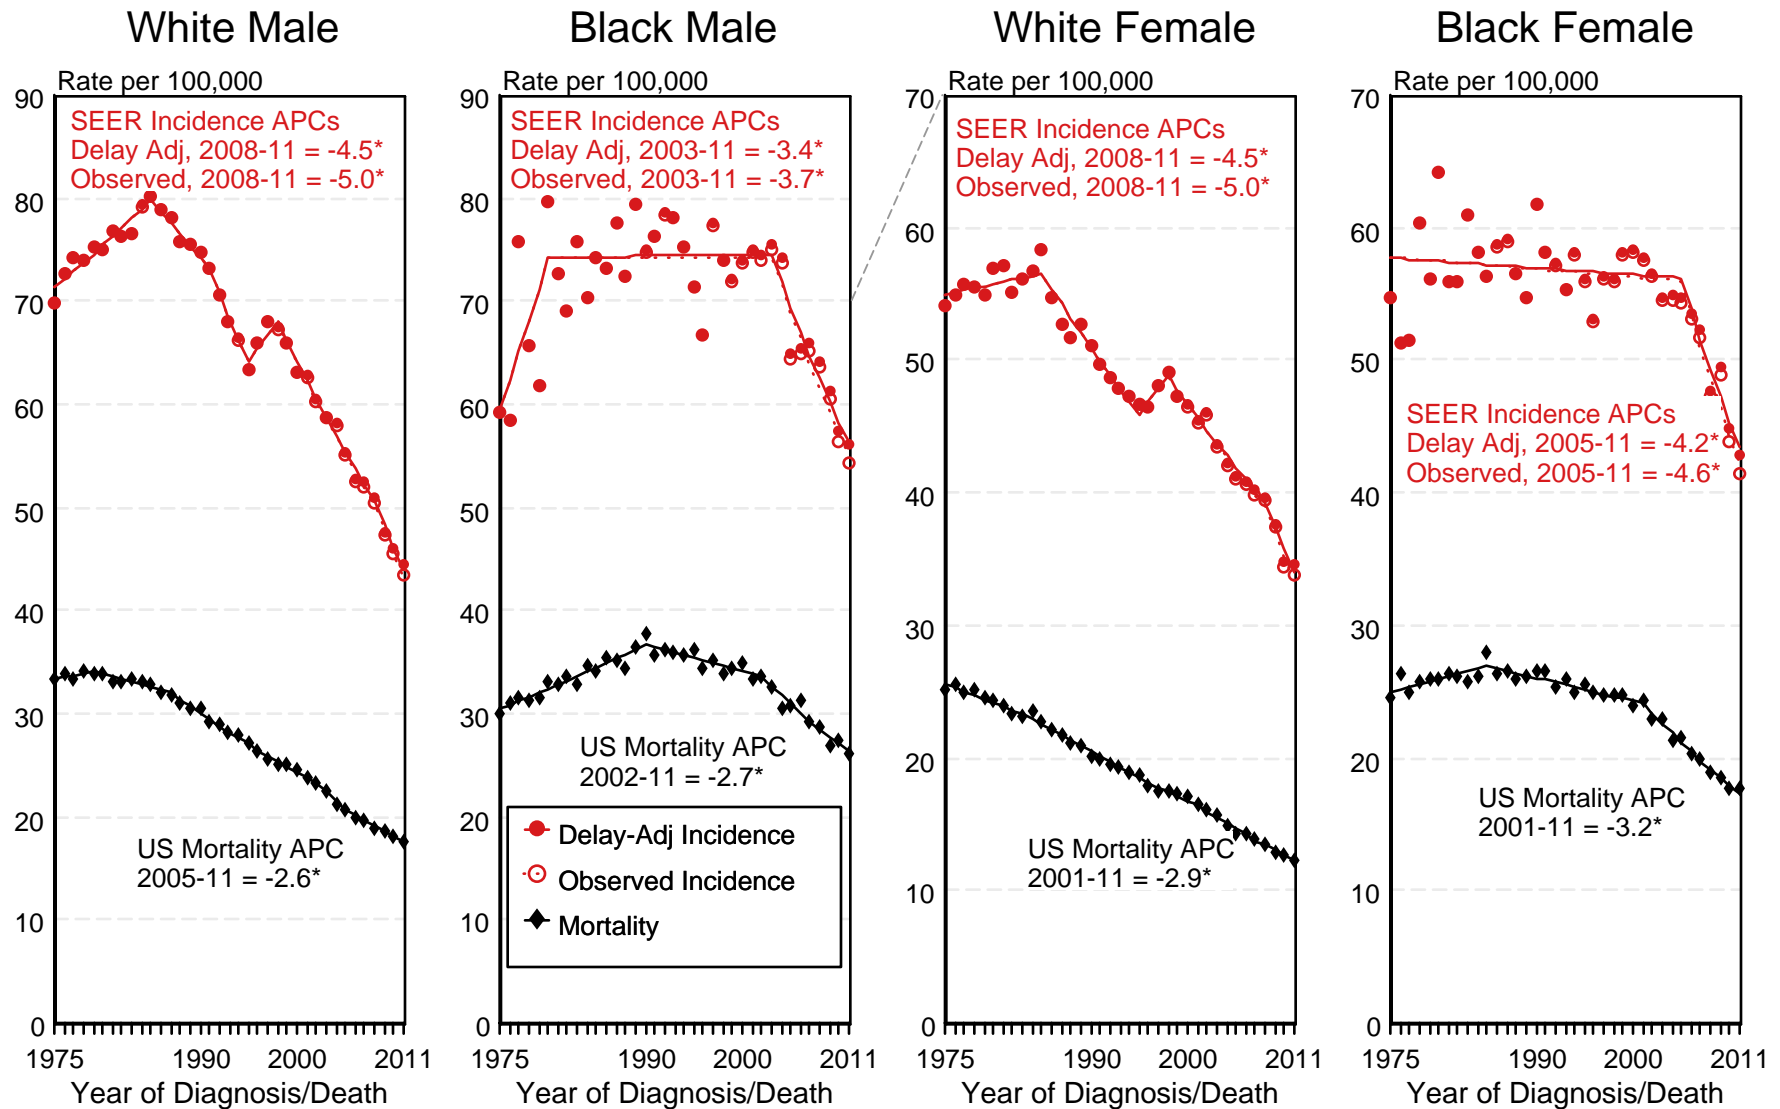 White Male
Rate per 100,000
90
80
70
60
50
40
30
20
10
0
SEER Incidence APCs
Delay Adj, 2008-11 = -4.5*
Observed, 2008-11 = -5.0*
US Mortality APC
2005-11 = -2.6*
1975 1990 2000 2011
Year of Diagnosis/Death
Black Male
Rate per 100,000
90
80
70
60
50
40
30
20
10
0
SEER Incidence APCs
Delay Adj, 2003-11 = -3.4*
Observed, 2003-11 = -3.7*
US Mortality APC
2002-11 = -2.7*
Delay-Adj Incidence
Observed Incidence
Mortality
1975 1990 2000 2011
Year of Diagnosis/Death
White Female
Rate per 100,000
70
60
50
40
30
20
10
0
SEER Incidence APCs
Delay Adj, 2008-11 = -4.5*
Observed, 2008-11 = -5.0*
US Mortality APC
2001-11 = -2.9*
1975 1990 2000 2011
Year of Diagnosis/Death
Black Female
Rate per 100,000
70
60
50
40
30
20
10
0
SEER Incidence APCs
Delay Adj, 2005-11 = -4.2*
Observed, 2005-11 = -4.6*
US Mortality APC
2001-11 = -3.2*
1975 1990 2000 2011
Year of Diagnosis/Death